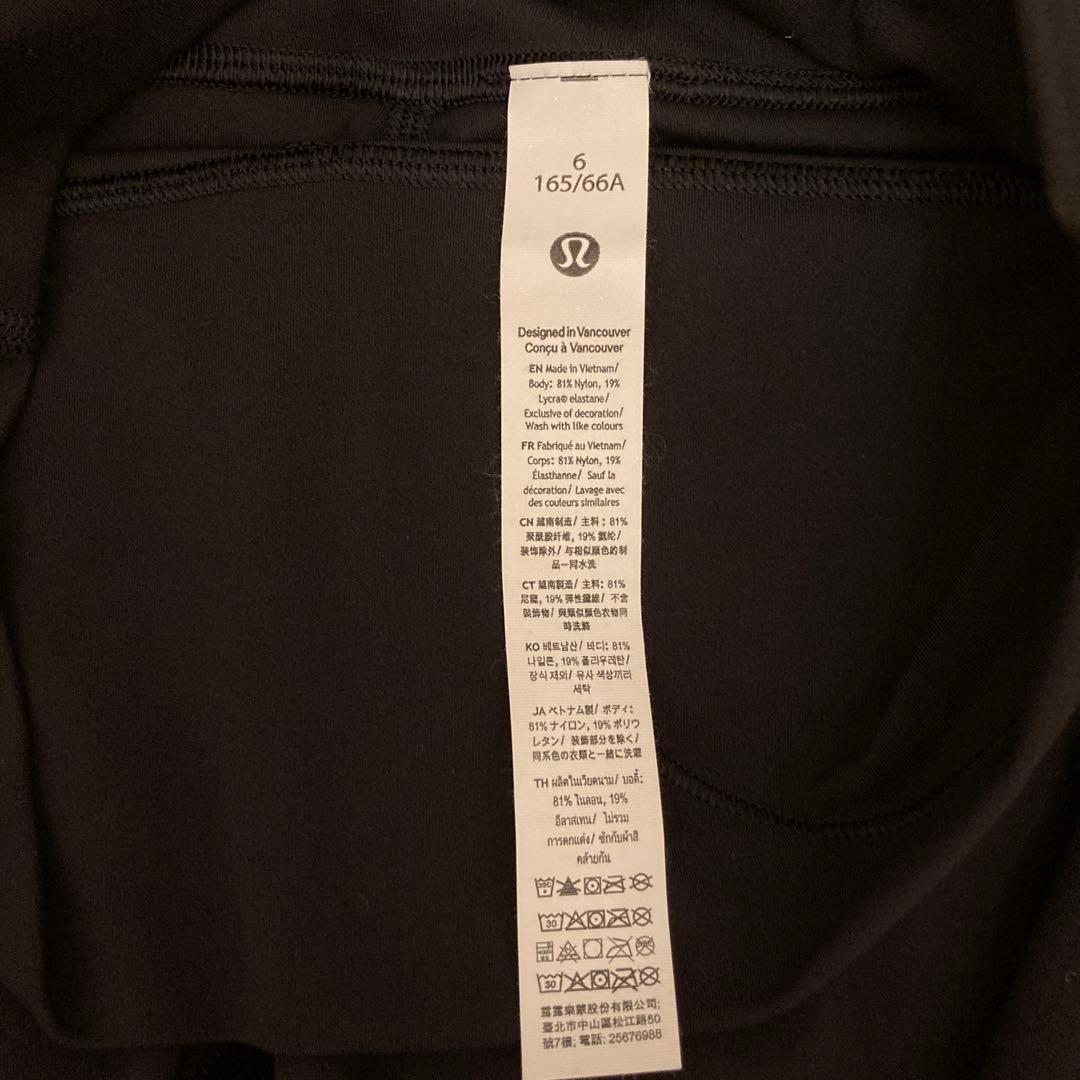 6
165/66A
Designed in Vancouver
Conçu à Vancouver
EN Made in Vietnam/
Body: 81% Nylon, 19%
Lycra® elastane/
Exclusive of decoration/
Wash with like colours
FR Fabriqué au Vietnam/
Corps: 81% Nylon, 19%
Élasthanne/ Sauf la
décoration/ Lavage avec
des couleurs similaires
CN 越南制造/ 主料: 81%
聚酰胺纤维, 19% 氨纶/
装饰除外/ 与相似颜色的制
品一同水洗
CT 越南製造/ 主料: 81%
尼龍, 19% 彈性纖維/ 不含
裝飾物/ 與類似顏色衣物同
時洗滌
KO 베트남산/ 바디: 81%
나일론, 19% 폴리우레탄/
장식 제외/ 유사 색상끼리
세탁
JA ベトナム製/ ボディ:
81% ナイロン, 19% ポリウ
レタン/ 装飾部分を除く/
同系色の衣類と一緒に洗濯
TH ผลิตในเวียดนาม/ บอดี้:
81% ไนลอน, 19%
อีลาสเทน/ ไม่รวม
การตกแต่ง/ ซักกับผ้าสี
คล้ายกัน
30
30
露露樂蒙股份有限公司;
臺北市中山區松江路50
號7樓; 電話: 25676988